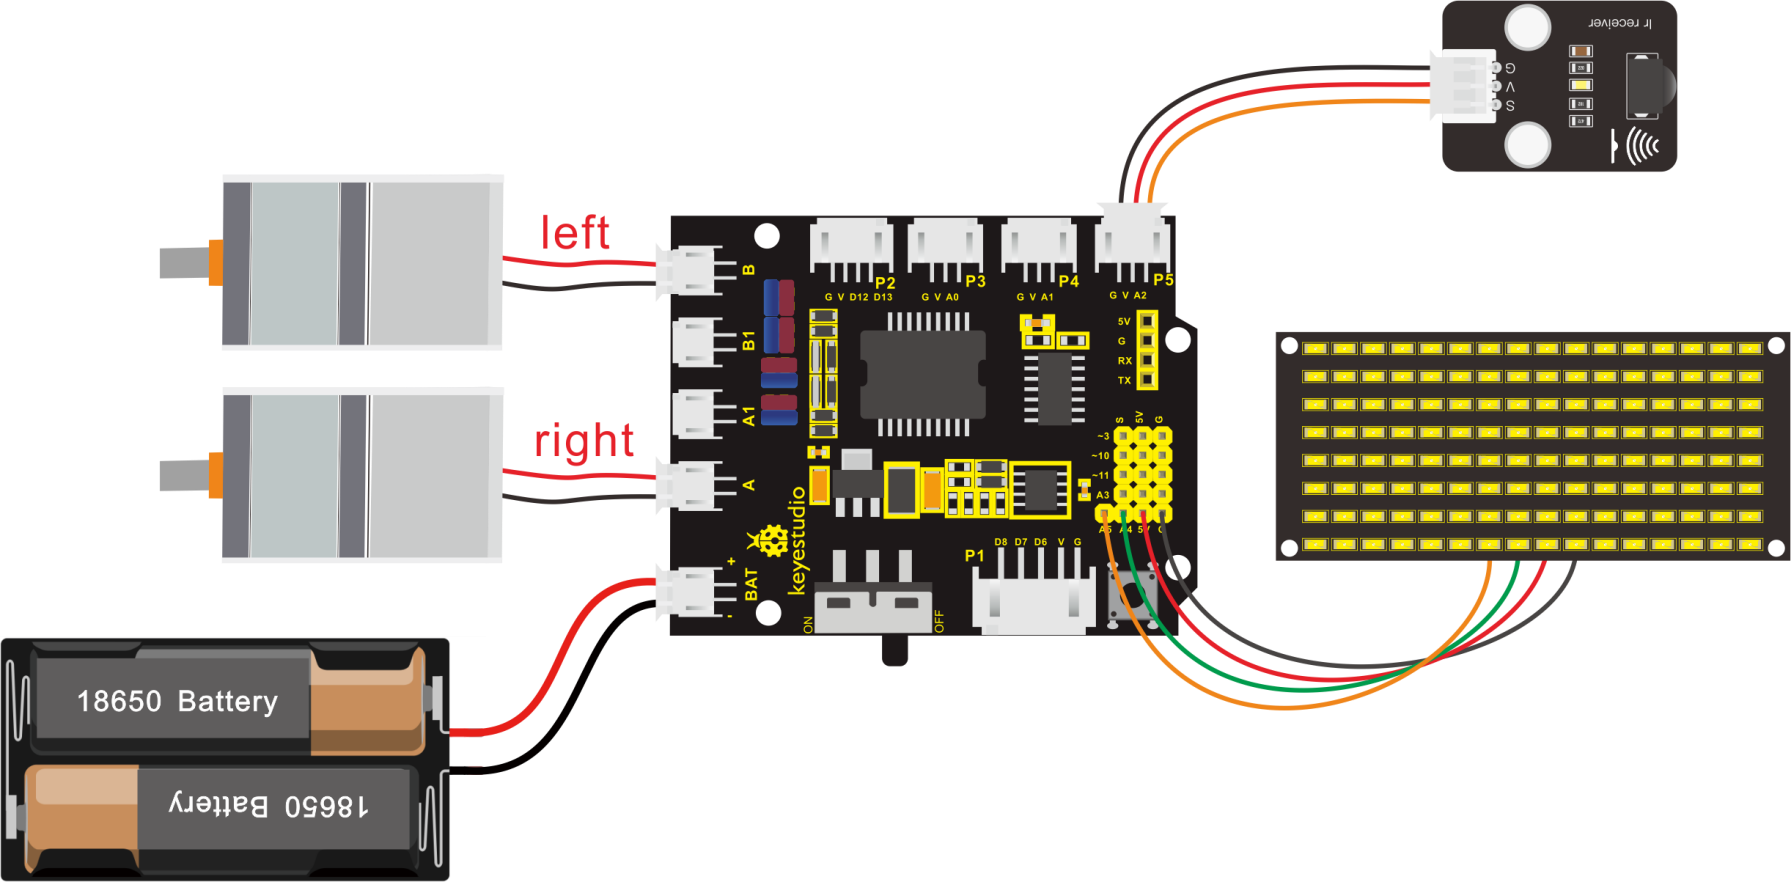 Ir receiver
G
V
S
left
right
B
B1
A1
A
+
BAT
-
keyestudio
P2
G V D12 D13
P3
G V A0
P4
G V A1
P5
G V A2
5V
G
RX
TX
S 5V G
~3
~10
~11
A3
A5 A4 5V G
D8 D7 D6 V G
P1
ON
OFF
18650 Battery
18650 Battery